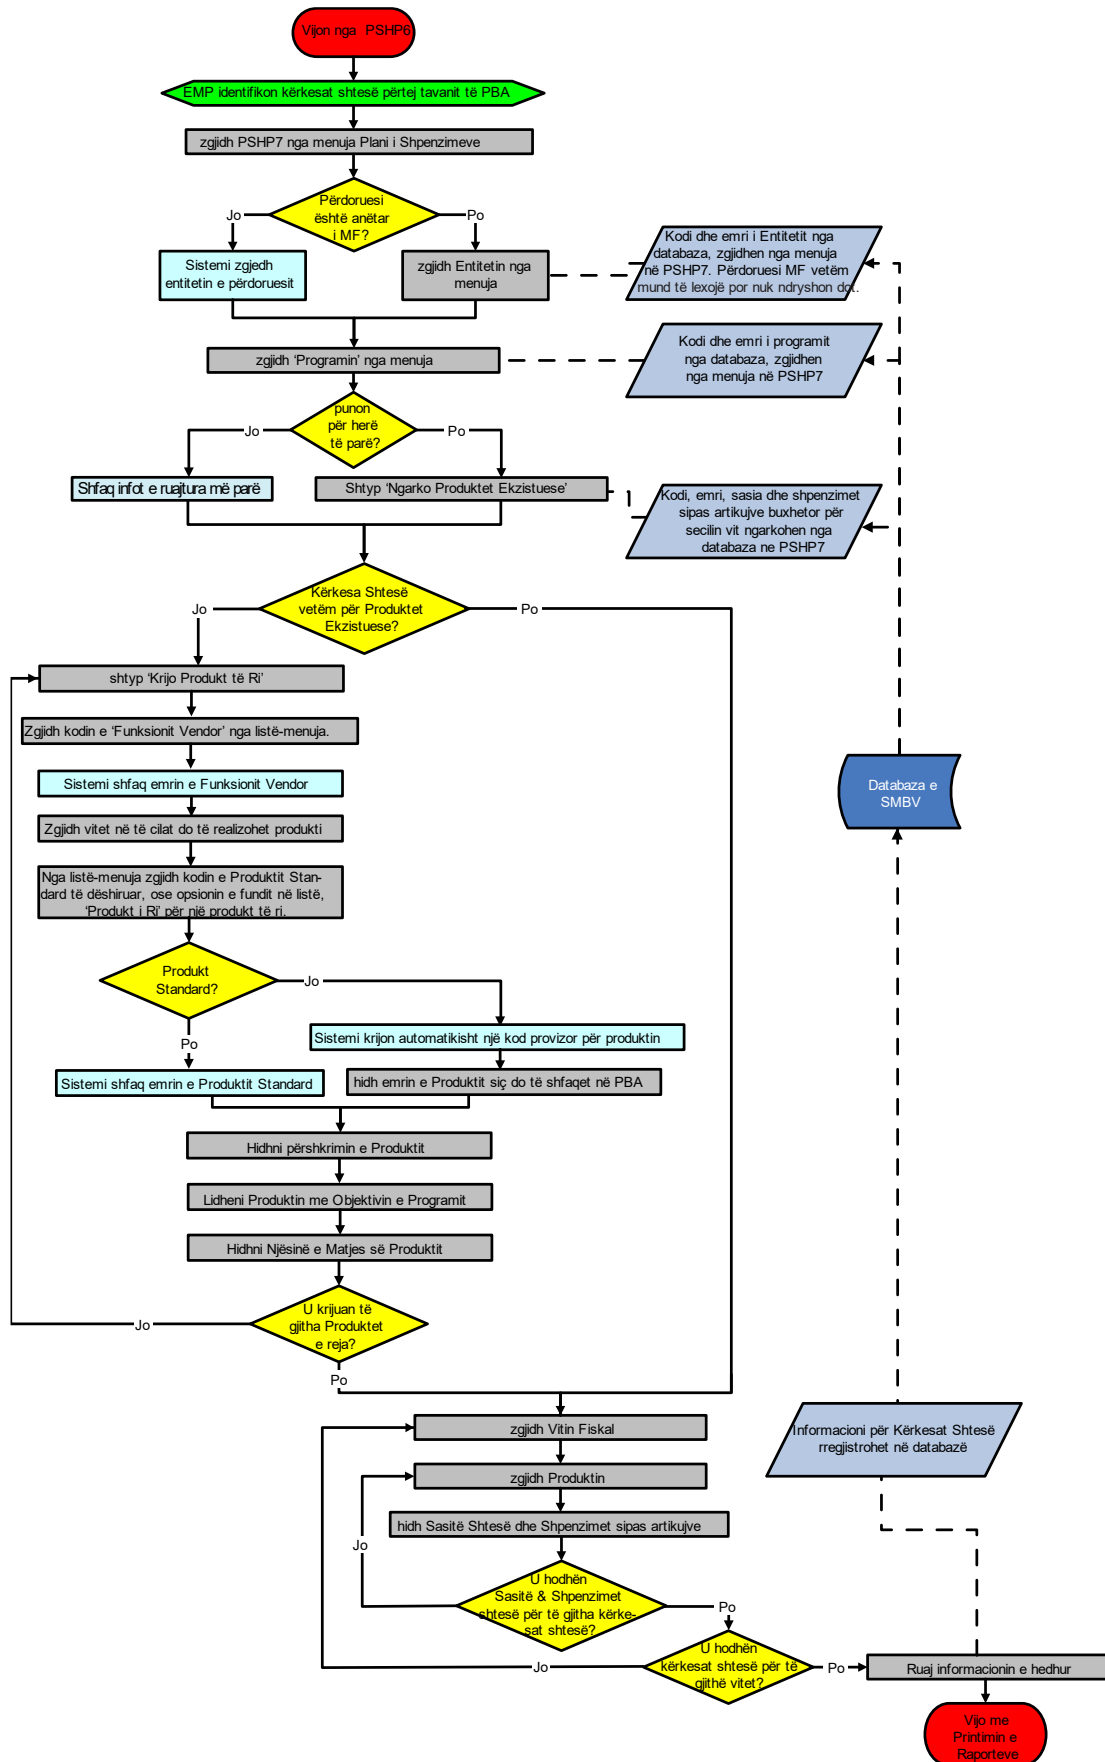 Vijon nga PSHP6
EMP identifikon kërkesat shtesë përtej tavanit të PBA
zgjidh PSHP7 nga menuja Plani i Shpenzimeve
Përdoruesi
është anëtar
i MF?
Jo
Po
Sistemi zgjedh
entitetin e përdoruesit
zgjidh Entitetin nga
menuja
Kodi dhe emri i Entitetit nga
databaza, zgjidhen nga menuja
në PSHP7. Përdoruesi MF vetëm
mund të lexojë por nuk ndryshon dot.
zgjidh ‘Programin’ nga menuja
Kodi dhe emri i programit
nga databaza, zgjidhen
nga menuja në PSHP7
punon
për herë
të parë?
Jo
Po
Shfaq infot e ruajtura më parë
Shtyp ‘Ngarko Produktet Ekzistuese’
Kodi, emri, sasia dhe shpenzimet
sipas artikujve buxhetor për
secilin vit ngarkohen nga
databaza ne PSHP7
Kërkesa Shtesë
vetëm për Produktet
Ekzistuese?
Jo
Po
shtyp ‘Krijo Produkt të Ri’
Zgjidh kodin e ‘Funksionit Vendor’ nga listë-menuja.
Sistemi shfaq emrin e Funksionit Vendor
Zgjidh vitet në të cilat do të realizohet produkti
Nga listë-menuja zgjidh kodin e Produktit Stan-
dard të dëshiruar, ose opsionin e fundit në listë,
‘Produkt i Ri’ për një produkt të ri.
Databaza e
SMBV
Produkt
Standard?
Jo
Po
Sistemi krijon automatikisht një kod provizor për produktin
Sistemi shfaq emrin e Produktit Standard
hidh emrin e Produktit siç do të shfaqet në PBA
Hidhni përshkrimin e Produktit
Lidheni Produktin me Objektivin e Programit
Hidhni Njësinë e Matjes së Produktit
U krijuan të
gjitha Produktet
e reja?
Jo
Po
zgjidh Vitin Fiskal
zgjidh Produktin
hidh Sasitë Shtesë dhe Shpenzimet sipas artikujve
Informacioni për Kërkesat Shtesë
rregjistrohet në databazë
Jo
U hodhën
Sasitë & Shpenzimet
shtesë për të gjitha kërke-
sat shtesë?
Po
U hodhën
kërkesat shtesë për të
gjithë vitet?
Jo
Po
Ruaj informacionin e hedhur
Vijo me
Printimin e
Raporteve